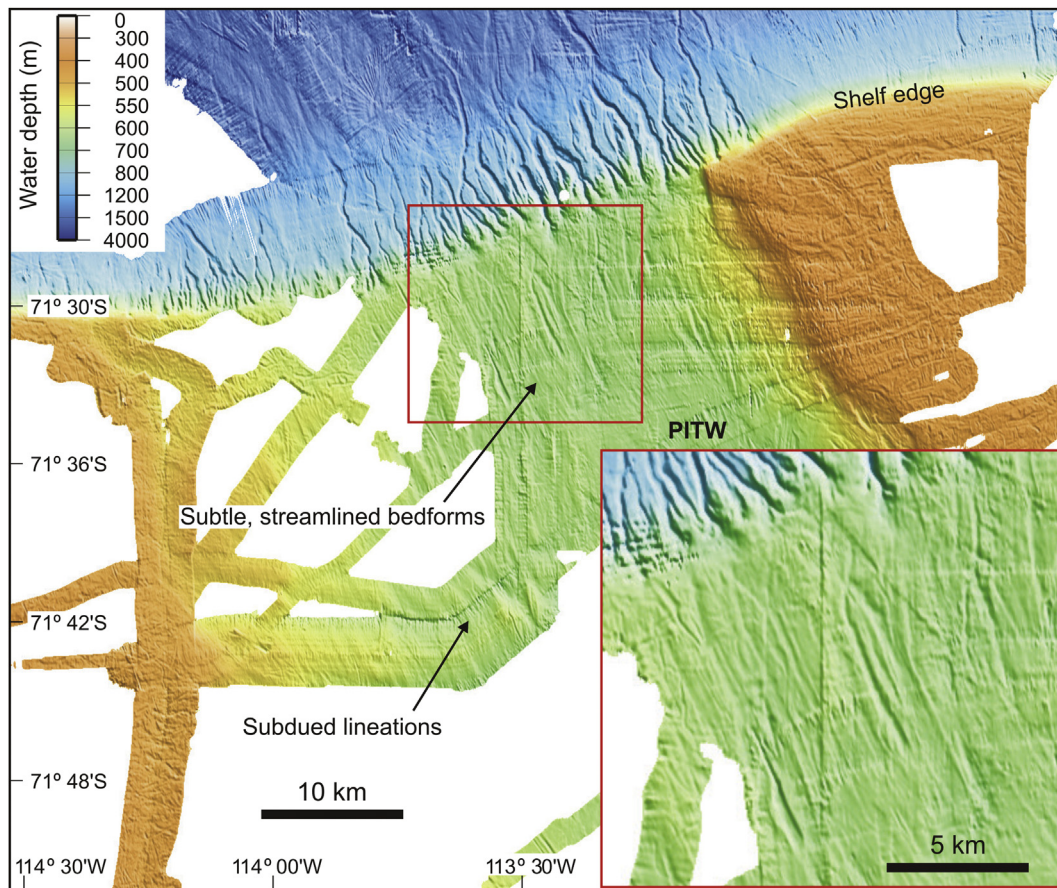 Water depth (m)
0
300
400
500
550
600
700
800
1200
1500
4000
Shelf edge
71° 30'S
71° 36'S
PITW
Subtle, streamlined bedforms
71° 42'S
Subdued lineations
71° 48'S
10 km
5 km
114° 30'W
114° 00'W
113° 30'W